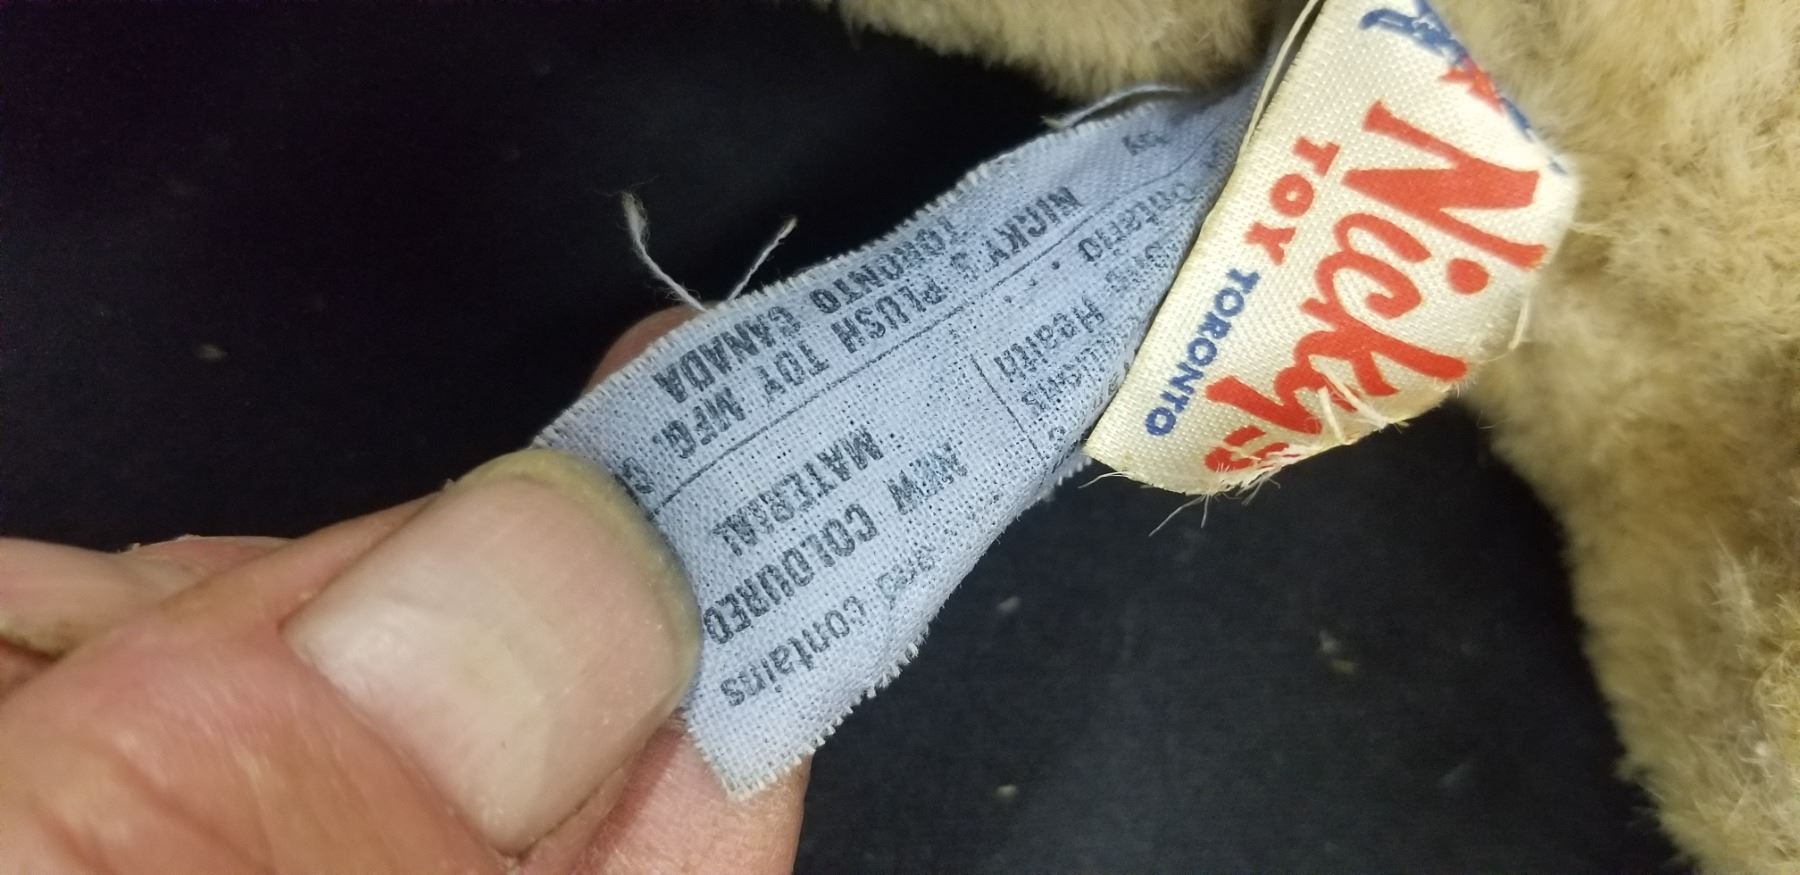 Nicky's
TOY
TORONTO
Ontario
Health
contains
NEW COLOURED
MATERIAL
NICKY'S PLUSH TOY MFG.
TORONTO CANADA